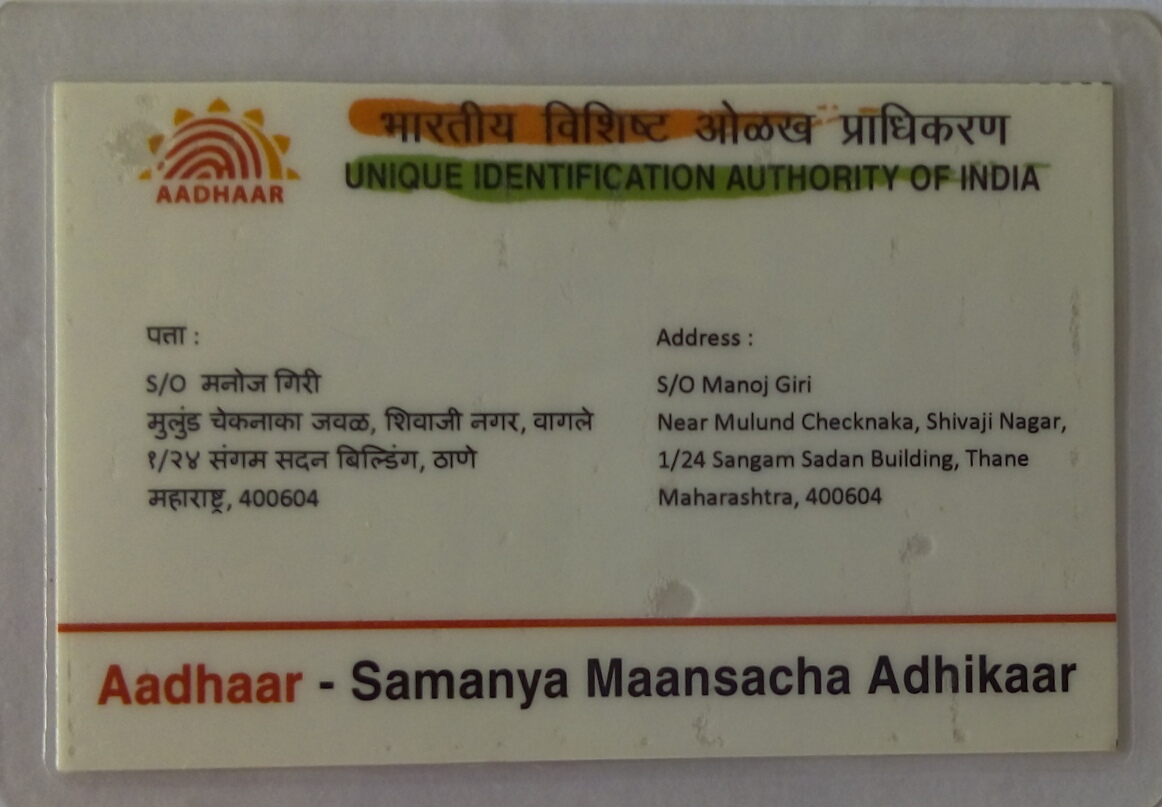 AADHAAR
भारतीय विशिष्ट ओळख प्राधिकरण
UNIQUE IDENTIFICATION AUTHORITY OF INDIA
पत्ता :
S/O मनोज गिरी
मुलुंड चेकनाका जवळ, शिवाजी नगर, वागले
१/२४ संगम सदन बिल्डिंग, ठाणे
महाराष्ट्र, 400604
Address :
S/O Manoj Giri
Near Mulund Checknaka, Shivaji Nagar,
1/24 Sangam Sadan Building, Thane
Maharashtra, 400604
Aadhaar - Samanya Maansacha Adhikaar